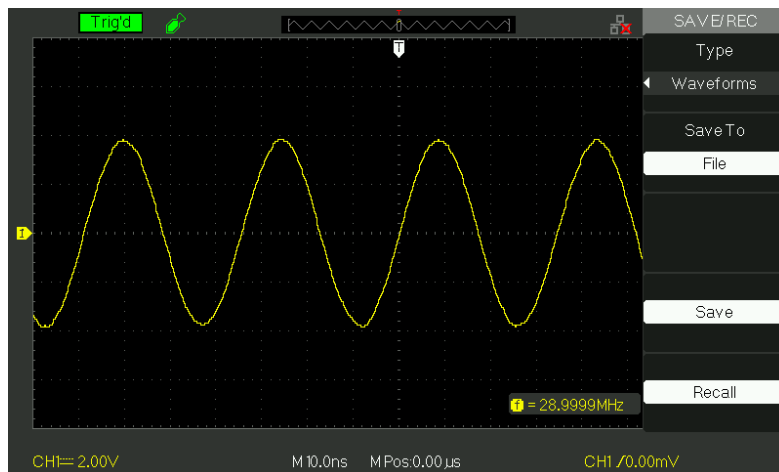 Trig'd
SAVE/REC
T
Type
Waveforms
Save To
File
1
Save
f = 28.9999MHz
Recall
CH1 2.00V M 10.0ns M Pos:0.00µs CH1 /0.00mV